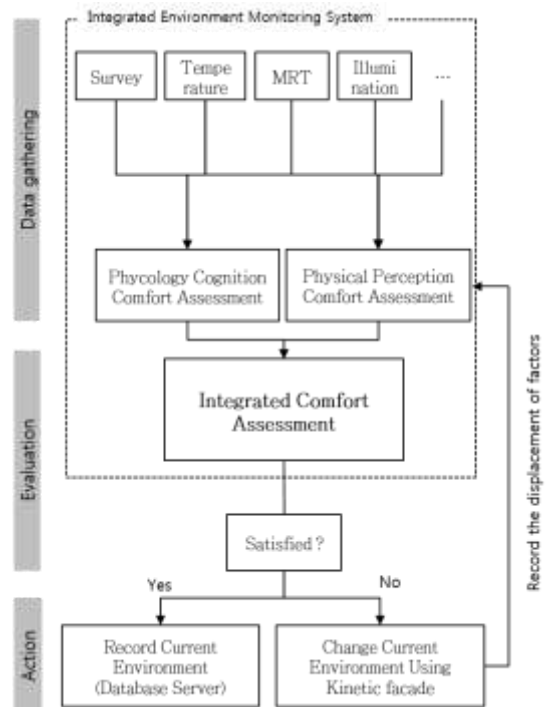 Integrated Environment Monitoring System
Data gathering
Survey
Tempe
rature
MRT
Illumi
nation
...
Phycology Cognition
Comfort Assessment
Physical Perception
Comfort Assessment
Evaluation
Integrated Comfort
Assessment
Record the displacement of factors
Satisfied?
Yes
No
Action
Record Current
Environment
(Database Server)
Change Current
Environment Using
Kinetic facade